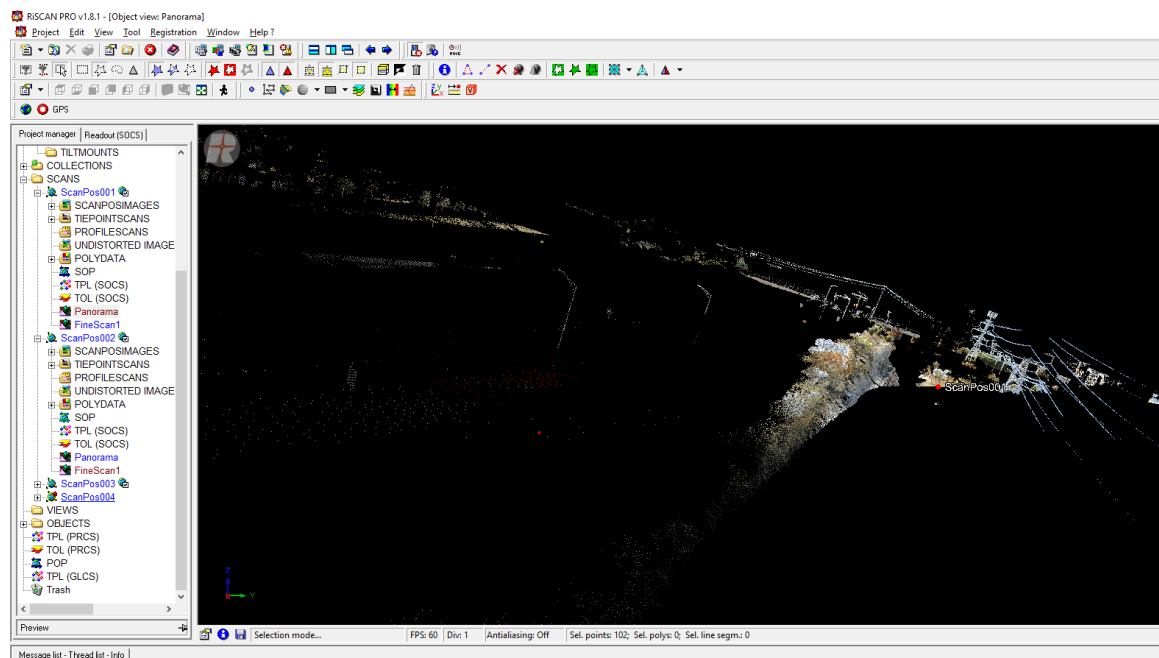 RiSCAN PRO v1.8.1 - [Object view: Panorama]
Project Edit View Tool Registration Window Help ?
FINE
GPS
Project manager Readout (SOCS)
TILTMOUNTS
COLLECTIONS
SCANS
ScanPos001
SCANPOSIMAGES
TIEPOINTSCANS
PROFILESCANS
UNDISTORTED IMAGE
POLYDATA
SOP
TPL (SOCS)
TOL (SOCS)
Panorama
FineScan1
ScanPos002
SCANPOSIMAGES
TIEPOINTSCANS
PROFILESCANS
UNDISTORTED IMAGE
POLYDATA
SOP
TPL (SOCS)
TOL (SOCS)
Panorama
FineScan1
ScanPos003
ScanPos004
VIEWS
OBJECTS
TPL (PRCS)
TOL (PRCS)
POP
TPL (GLCS)
Trash
Preview
R
ScanPos001
Z
Y
Selection mode... FPS: 60 Div: 1 Antialiasing: Off Sel. points: 102; Sel. polys: 0; Sel. line segm.: 0
Message list - Thread list - Info